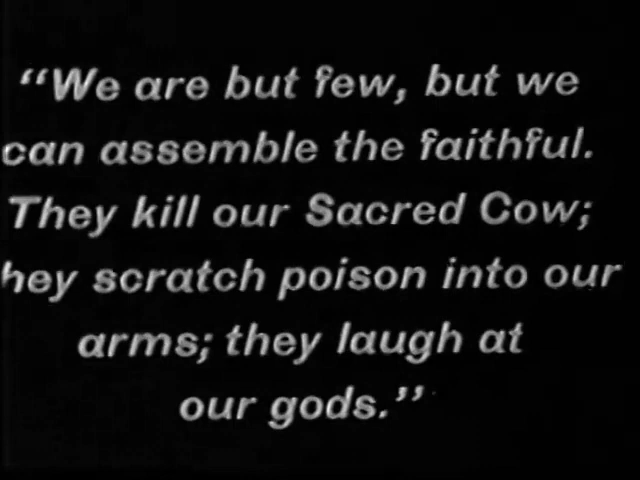 “We are but few, but we
can assemble the faithful.
They kill our Sacred Cow;
hey scratch poison into our
arms; they laugh at
our gods.”